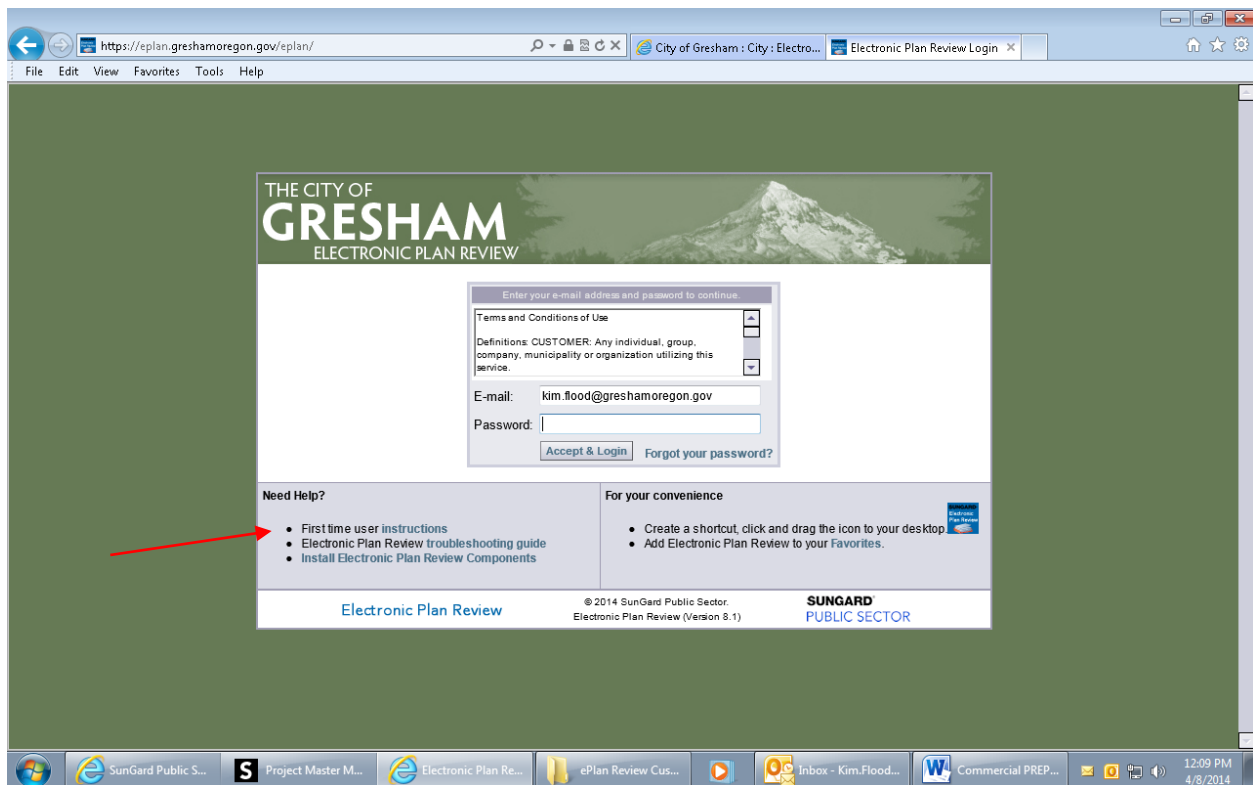 https://eplan.greshamoregon.gov/eplan/
City of Gresham : City : Electro...
Electronic Plan Review Login
File Edit View Favorites Tools Help
THE CITY OF
GRESHAM
ELECTRONIC PLAN REVIEW
Enter your e-mail address and password to continue.
Terms and Conditions of Use
Definitions: CUSTOMER: Any individual, group,
company, municipality or organization utilizing this
service.
E-mail: kim.flood@greshamoregon.gov
Password:
Accept & Login Forgot your password?
Need Help?
First time user instructions
Electronic Plan Review troubleshooting guide
Install Electronic Plan Review Components
For your convenience
Create a shortcut, click and drag the icon to your desktop.
Add Electronic Plan Review to your Favorites.
SUNGARD
Electronic
Plan Review
Electronic Plan Review
© 2014 SunGard Public Sector.
Electronic Plan Review (Version 8.1)
SUNGARD
PUBLIC SECTOR
SunGard Public S...
S Project Master M...
Electronic Plan Re...
ePlan Review Cus...
Inbox - Kim.Flood...
Commercial PREP...
12:09 PM
4/8/2014